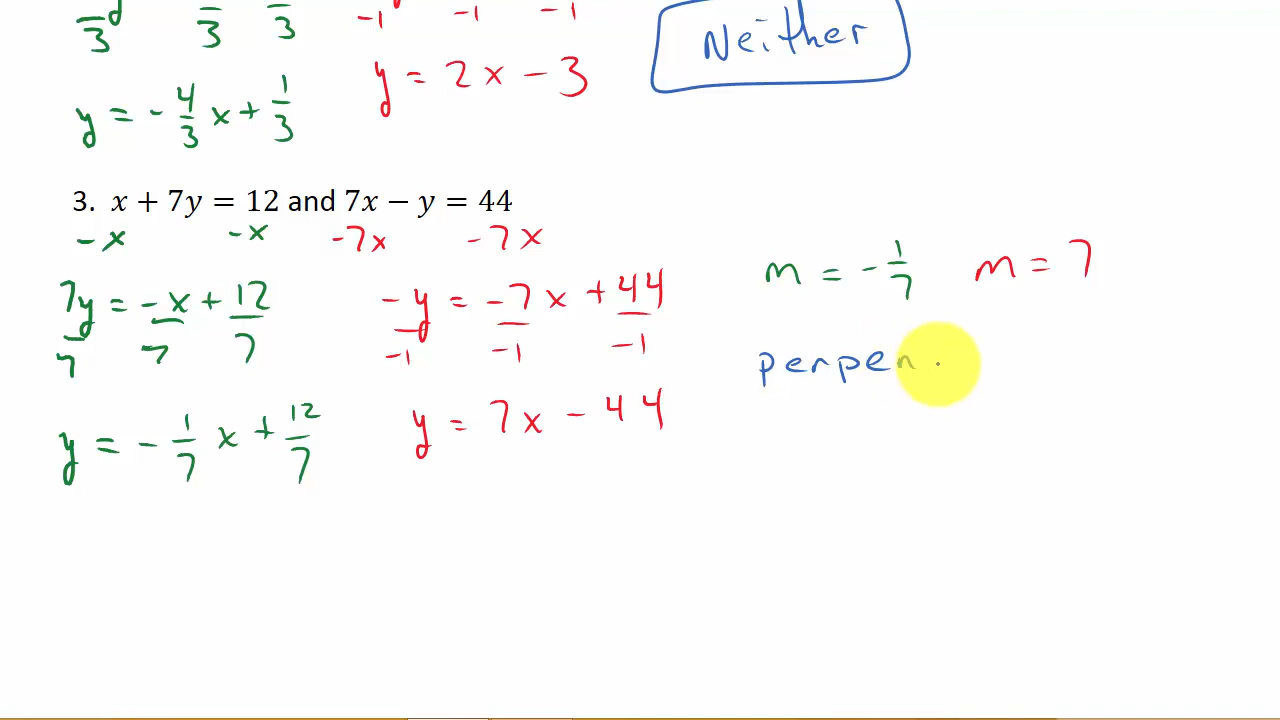 3 3 3 -1 -1 -1
Neither
y = 2x - 3
y = -4/3 x + 1/3
3. x + 7y = 12 and 7x − y = 44
-x -x -7x -7x
m = -1/7 m = 7
7y = -x + 12 -y = -7x + 44
7 7 7 -1 -1 -1
perpen
y = -1/7 x + 12/7 y = 7x - 44